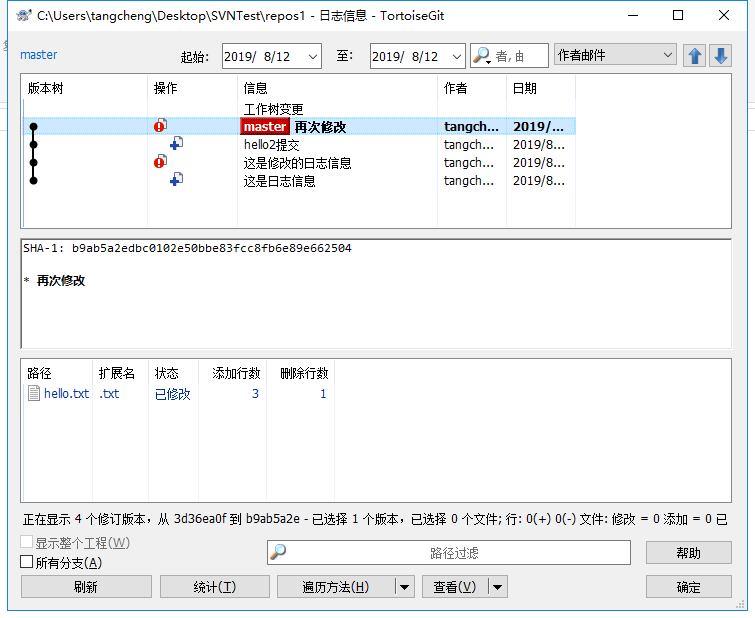 C:\Users\tangcheng\Desktop\SVNTest\repos1 - 日志信息 - TortoiseGit
master 起始: 2019/ 8/12 至: 2019/ 8/12 者, 由 作者邮件
版本树 操作 信息 作者 日期
工作树变更
master 再次修改 tangch... 2019/...
hello2提交 tangch... 2019/8...
这是修改的日志信息 tangch... 2019/8...
这是日志信息 tangch... 2019/8...
SHA-1: b9ab5a2edbc0102e50bbe83fcc8fb6e89e662504
* 再次修改
路径 扩展名 状态 添加行数 删除行数
hello.txt .txt 已修改 3 1
正在显示 4 个修订版本，从 3d36ea0f 到 b9ab5a2e - 已选择 1 个版本，已选择 0 个文件; 行: 0(+) 0(-) 文件: 修改 = 0 添加 = 0 已
显示整个工程(W) 路径过滤 帮助
所有分支(A)
刷新 统计(T) 遍历方法(H) 查看(V) 确定